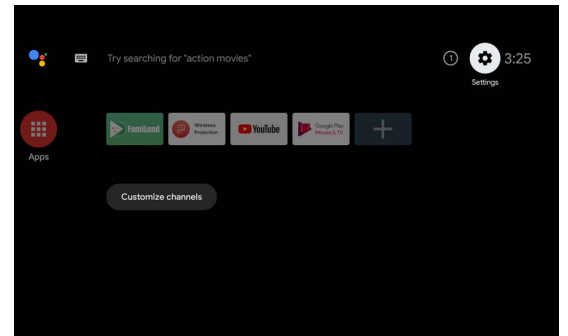 Try searching for "action movies"
1
3:25
Settings
Apps
FamiLand
Wireless
Projection
YouTube
Google Play
Movies & TV
Customize channels